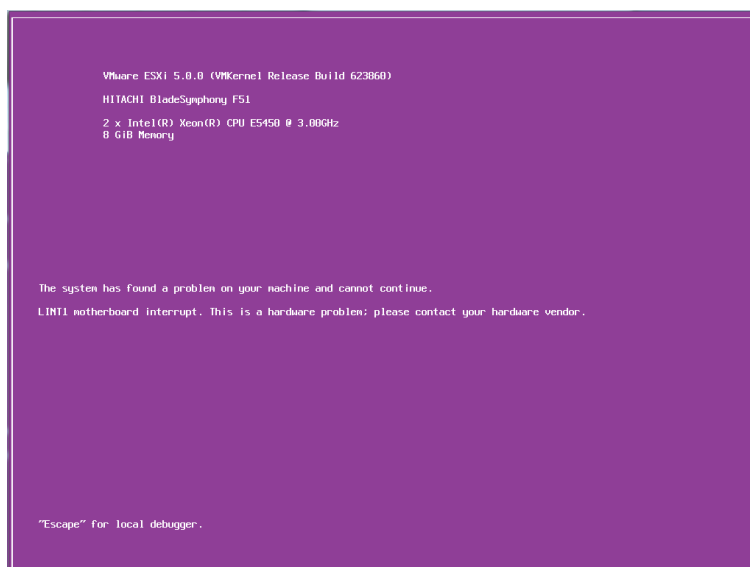 VMware ESXi 5.0.0 (VMKernel Release Build 623860)
HITACHI BladeSymphony F51
2 x Intel(R) Xeon(R) CPU E5450 @ 3.00GHz
8 GiB Memory
The system has found a problem on your machine and cannot continue.
LINT1 motherboard interrupt. This is a hardware problem; please contact your hardware vendor.
"Escape" for local debugger.